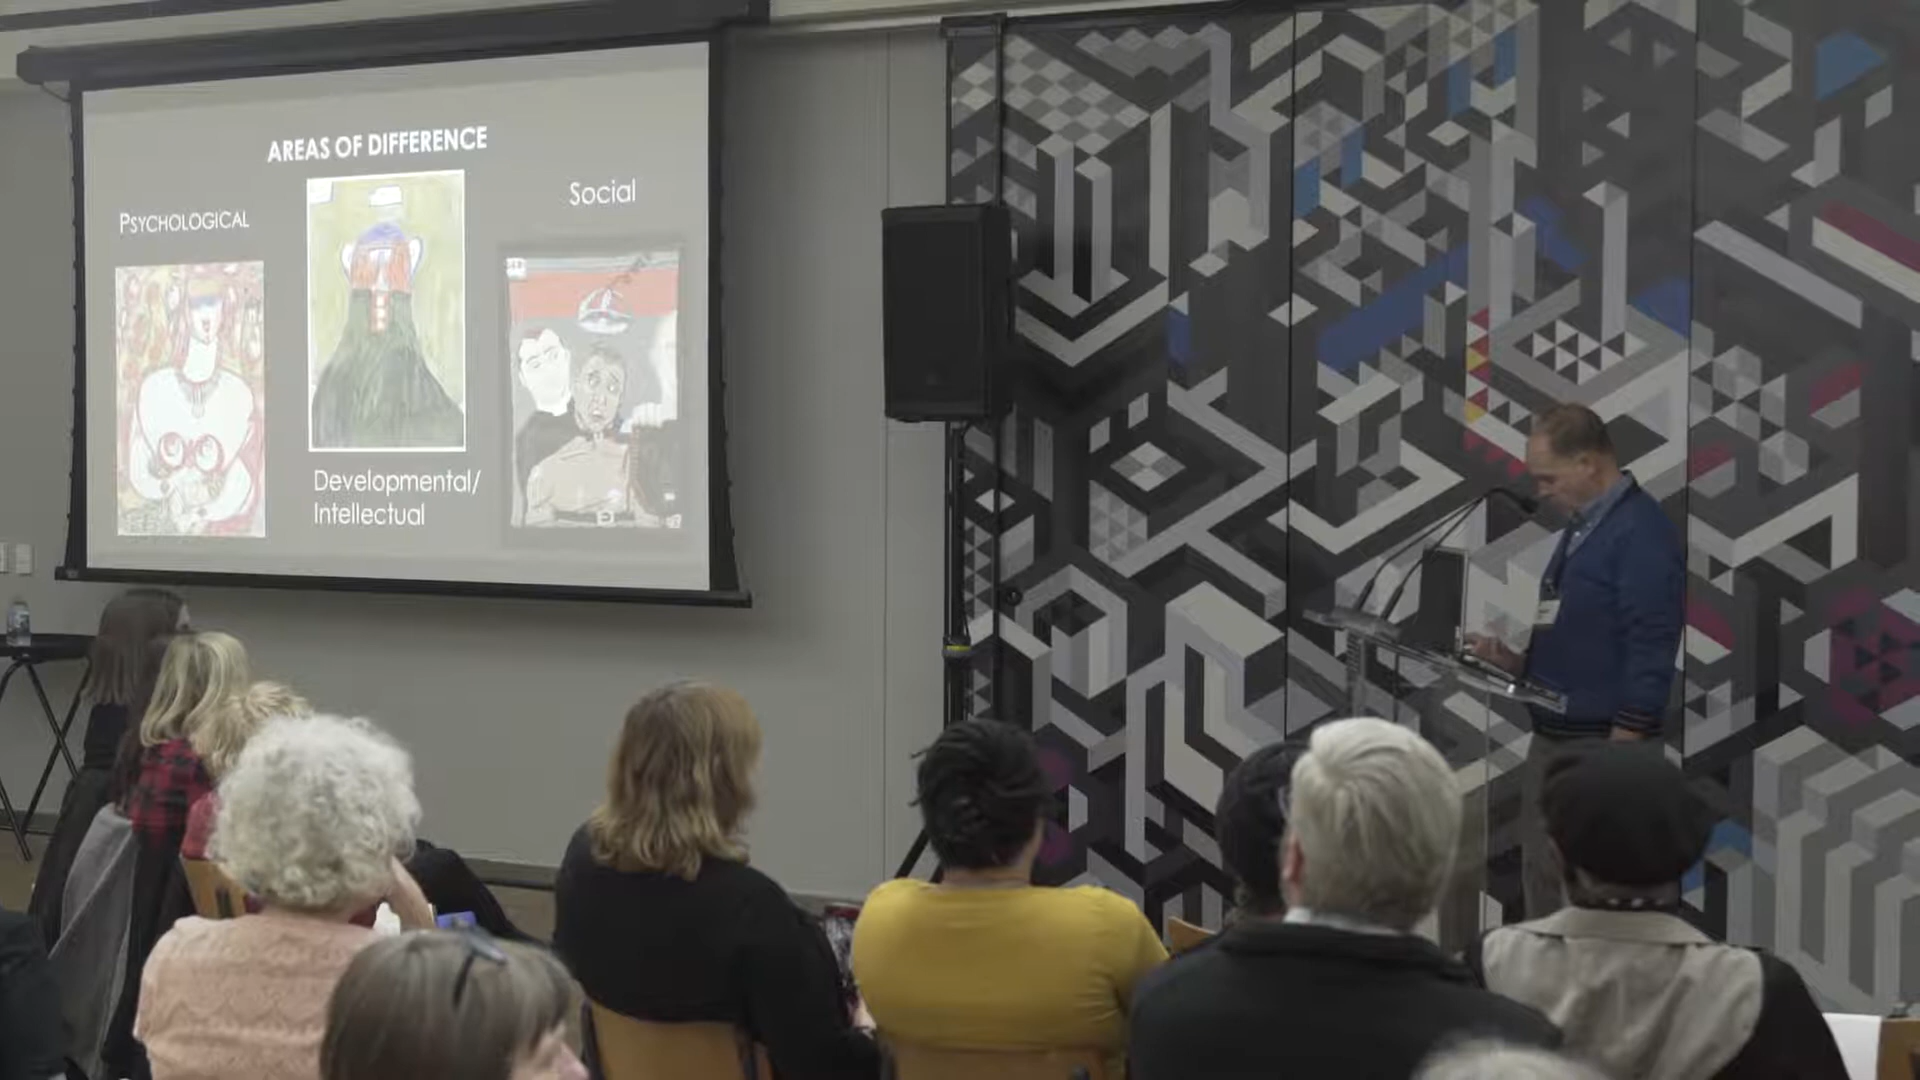 AREAS OF DIFFERENCE
PSYCHOLOGICAL
Social
Developmental/
Intellectual